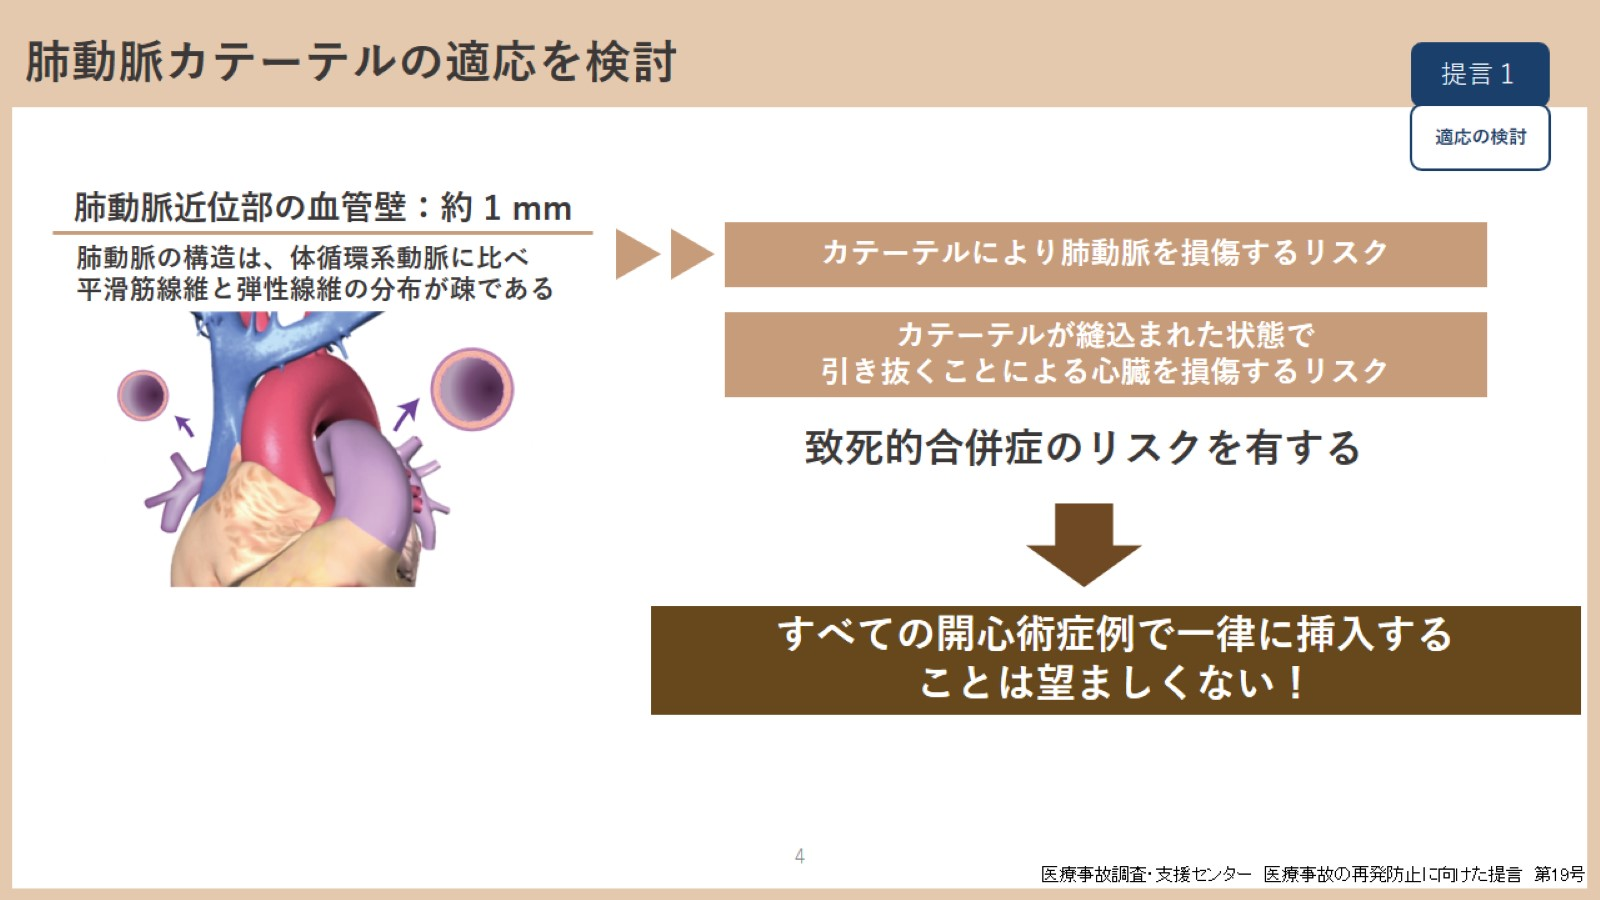 肺動脈カテーテルの適応を検討
提言１
適応の検討
肺動脈近位部の血管壁：約１mm
肺動脈の構造は、体循環系動脈に比べ
平滑筋線維と弾性線維の分布が疎である
カテーテルにより肺動脈を損傷するリスク
カテーテルが縫込まれた状態で
引き抜くことによる心臓を損傷するリスク
致死的合併症のリスクを有する
すべての開心術症例で一律に挿入する
ことは望ましくない！
4
医療事故調査･支援センター　医療事故の再発防止に向けた提言　第19号